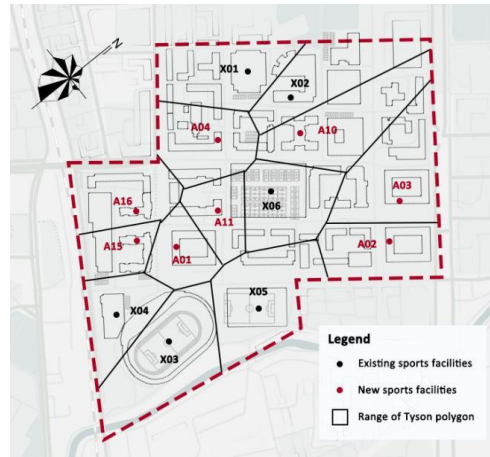 N
X01
X02
A04
A10
A16
A03
X06
A11
A15
A01
A02
X04
X05
X03
Legend
Existing sports facilities
New sports facilities
Range of Tyson polygon